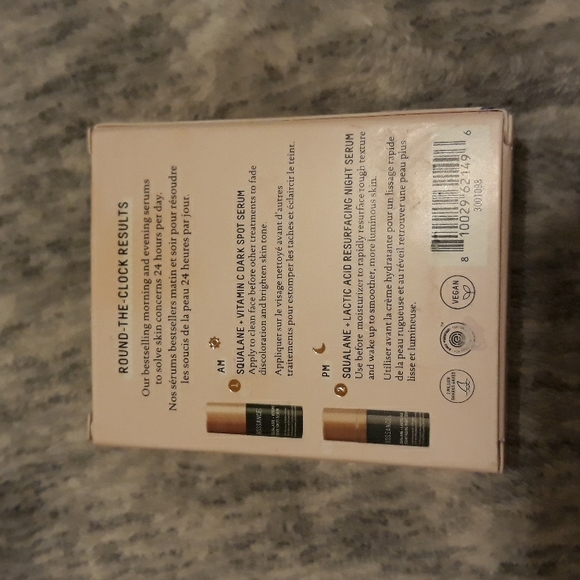 ROUND-THE-CLOCK RESULTS
Our bestselling morning and evening serums
to solve skin concerns 24 hours per day.
Nos sérums bestsellers matin et soir pour résoudre
les soucis de la peau 24 heures par jour.
AM
1 SQUALANE + VITAMIN C DARK SPOT SERUM
Apply to clean face before other treatments to fade
discoloration and brighten skin tone.
Appliquer sur le visage nettoyé avant d'autres
traitements pour estomper les taches et éclaircir le teint.
PM
2 SQUALANE + LACTIC ACID RESURFACING NIGHT SERUM
Use before moisturizer to rapidly resurface rough texture
and wake up to smoother, more luminous skin.
Utiliser avant la crème hydratante pour un lissage rapide
de la peau rugueuse et au réveil retrouver une peau plus
lisse et lumineuse.
VEGAN
8 10029 62149 6
3001098